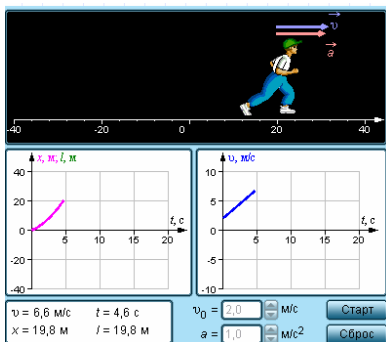 υ
a
-40 -20 0 20 40
x, м; l, м
40
20
0
-20
-40
5 10 15 20
t, с
υ, м/с
10
5
0
-5
-10
5 10 15 20
t, с
υ = 6,6 м/с t = 4,6 с
x = 19,8 м l = 19,8 м
υ0 = 2,0 м/с
a = 1,0 м/с2
Старт
Сброс